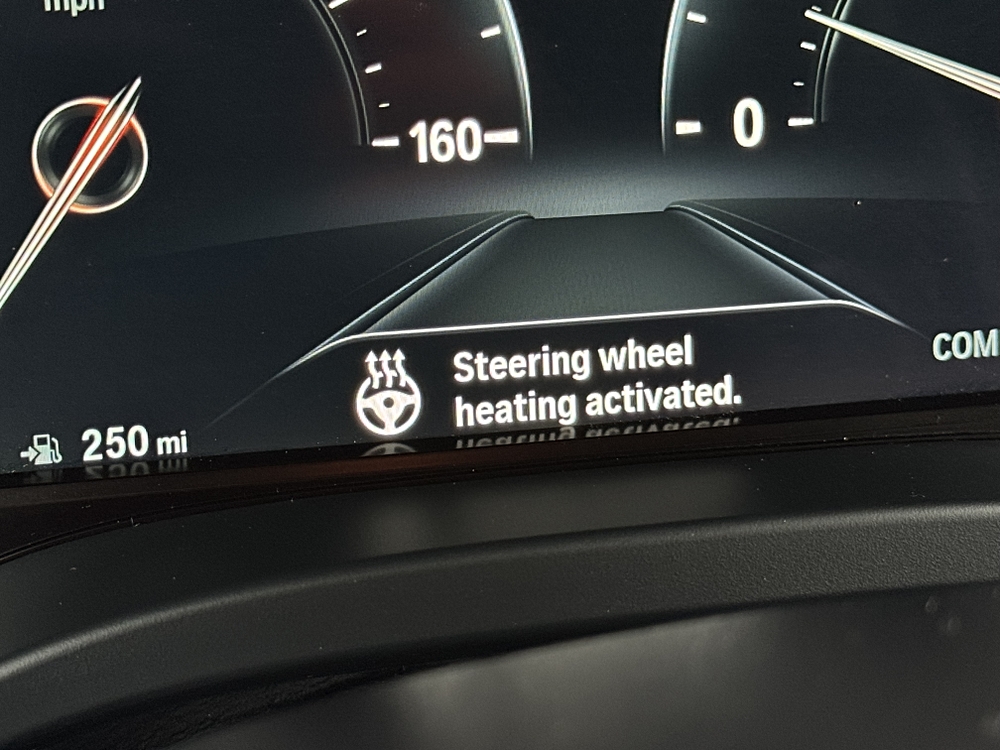 mph
160
0
Steering wheel
heating activated.
COM
250 mi